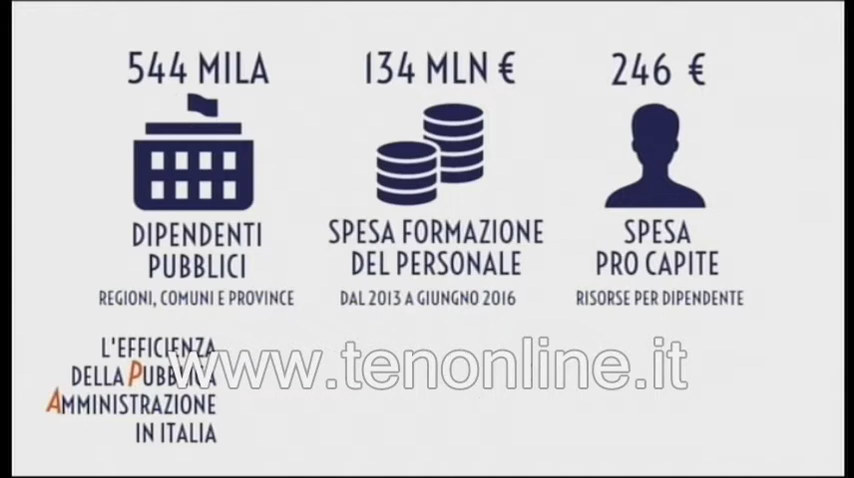 544 MILA
134 MLN €
246 €
DIPENDENTI
PUBBLICI
REGIONI, COMUNI E PROVINCE
SPESA FORMAZIONE
DEL PERSONALE
DAL 2013 A GIUNGNO 2016
SPESA
PRO CAPITE
RISORSE PER DIPENDENTE
L'EFFICIENZA
DELLA PUBBLICA
AMMINISTRAZIONE
IN ITALIA
www.tenonline.it